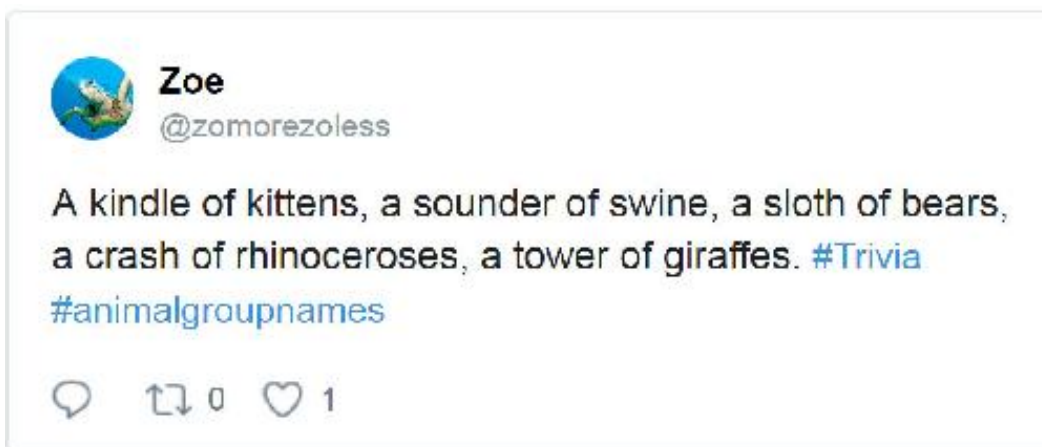 Zoe
@zomorezoless
A kindle of kittens, a sounder of swine, a sloth of bears,
a crash of rhinoceroses, a tower of giraffes. #Trivia
#animalgroupnames
0 1